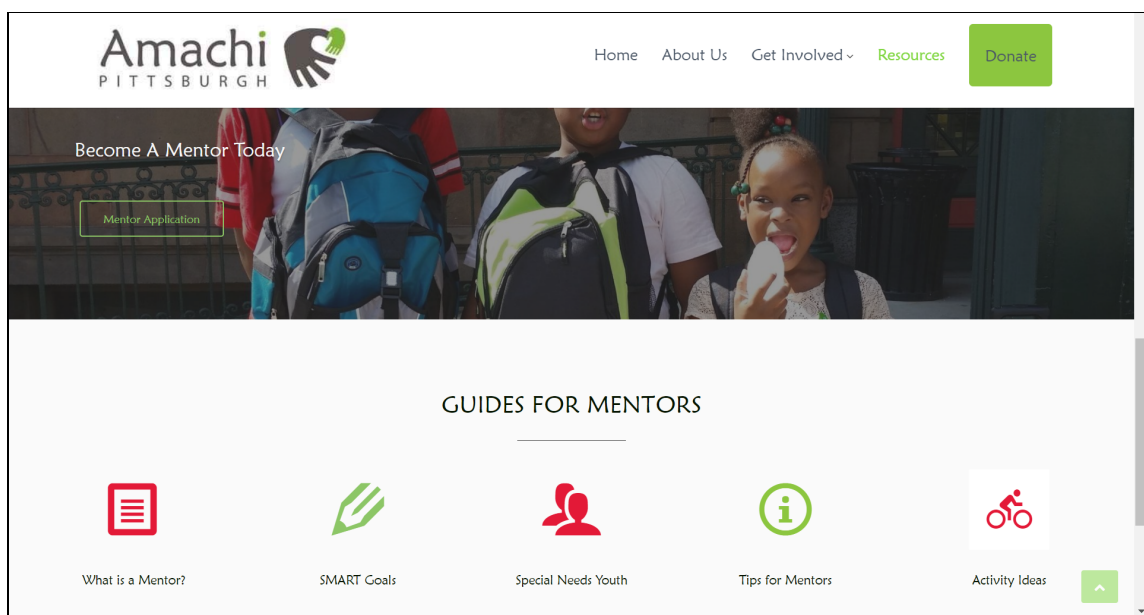 Amachi
PITTSBURGH
Home About Us Get Involved Resources Donate
Become A Mentor Today
Mentor Application
GUIDES FOR MENTORS
What is a Mentor? SMART Goals Special Needs Youth Tips for Mentors Activity Ideas